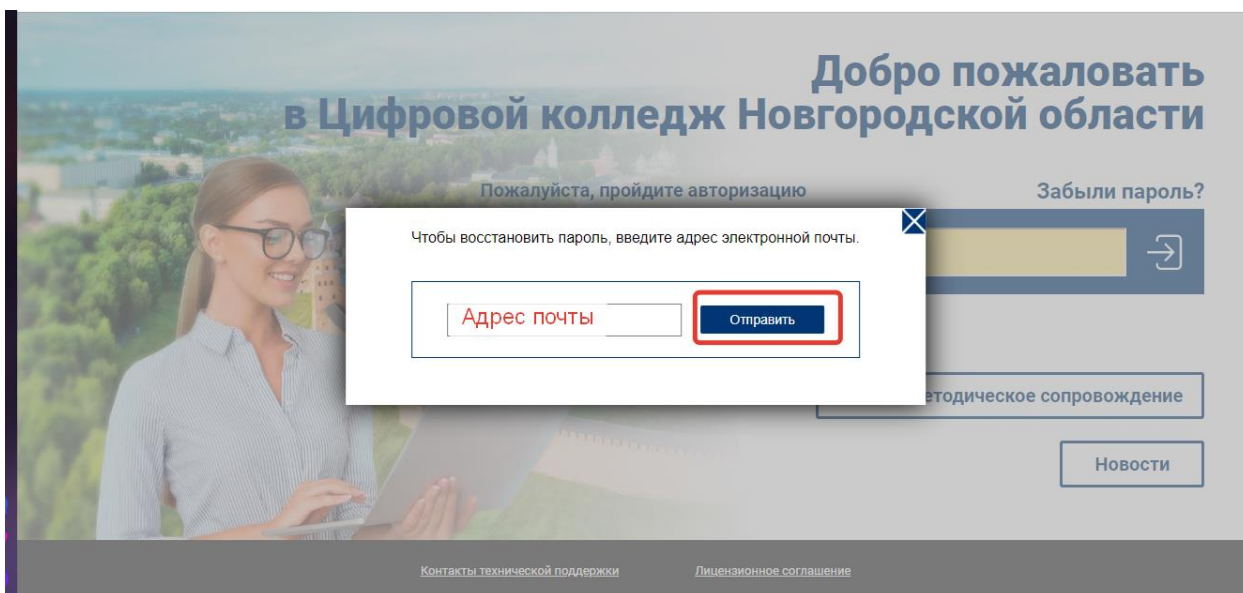 Добро пожаловать
в Цифровой колледж Новгородской области
Пожалуйста, пройдите авторизацию
Забыли пароль?
Чтобы восстановить пароль, введите адрес электронной почты.
Адрес почты
Отправить
етодическое сопровождение
Новости
Контакты технической поддержки
Лицензионное соглашение